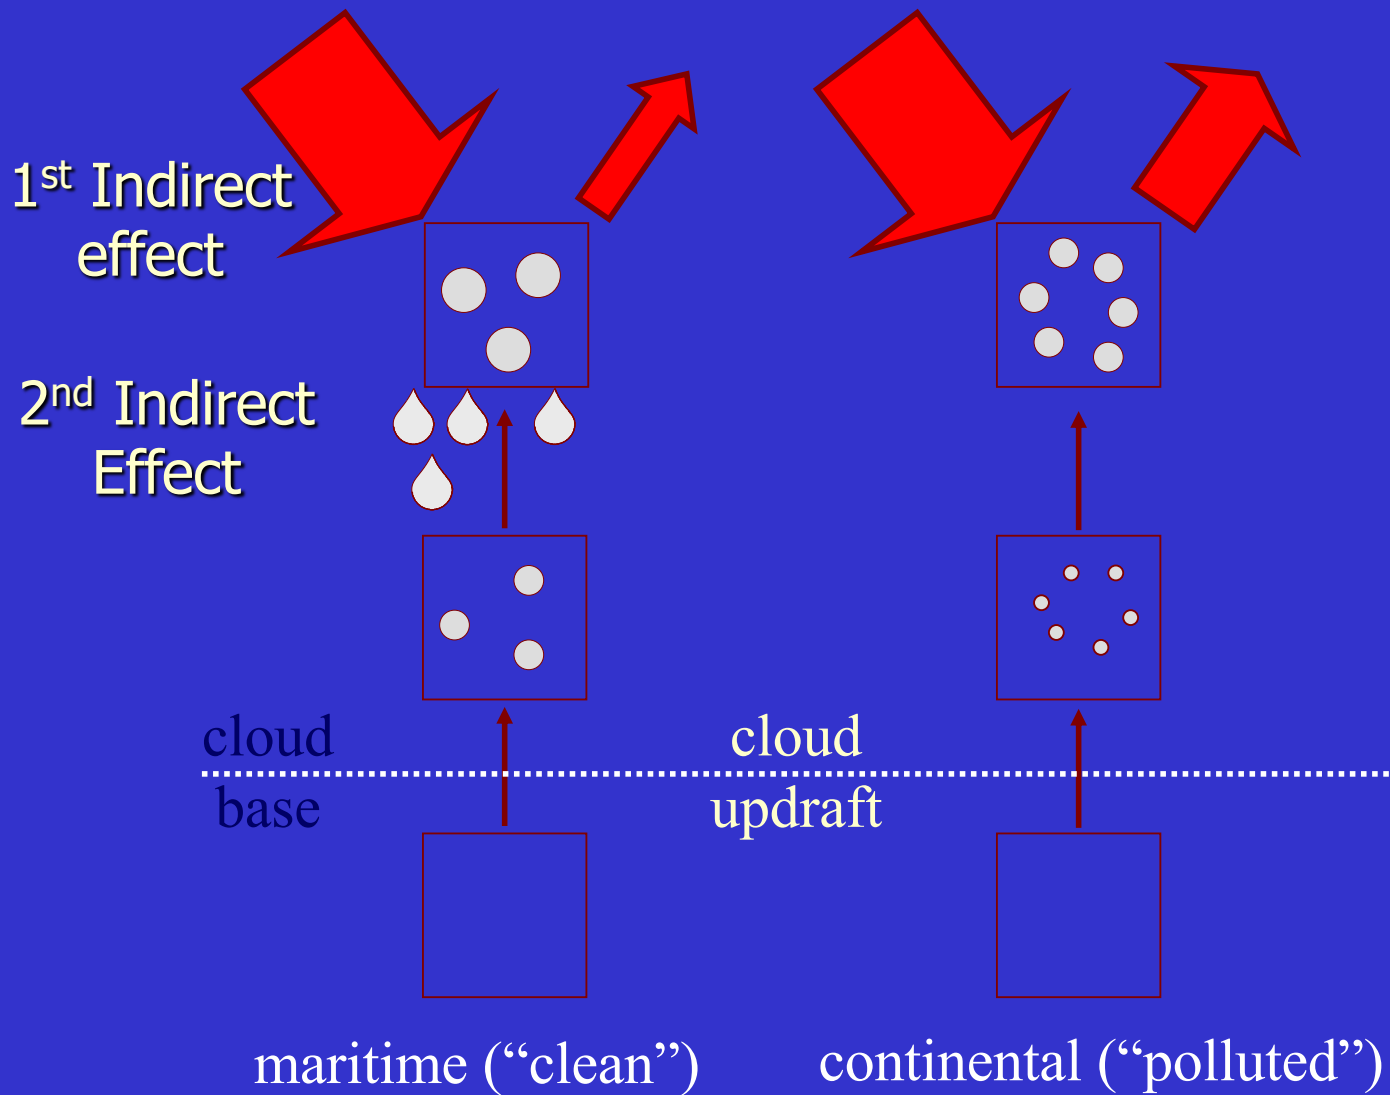 1st Indirect
effect
2nd Indirect
Effect
cloud
base
cloud
updraft
maritime (“clean”)
continental (“polluted”)